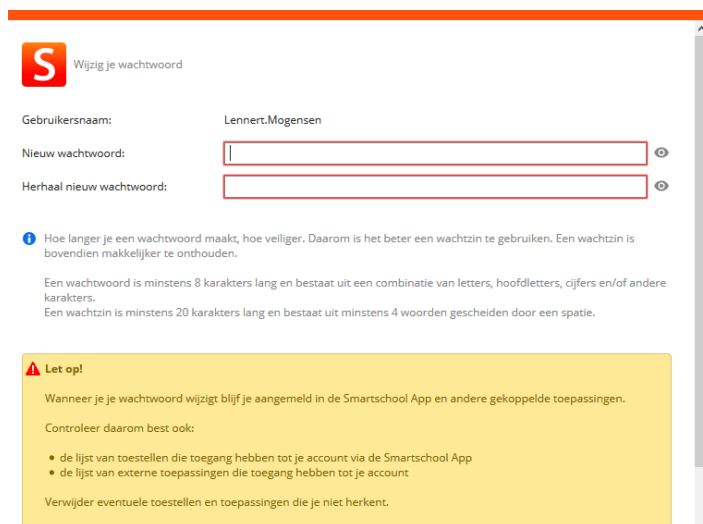 S Wijzig je wachtwoord
Gebruikersnaam: Lennert.Mogensen
Nieuw wachtwoord:
Herhaal nieuw wachtwoord:
Hoe langer je een wachtwoord maakt, hoe veiliger. Daarom is het beter een wachtzin te gebruiken. Een wachtzin is
bovendien makkelijker te onthouden.
Een wachtwoord is minstens 8 karakters lang en bestaat uit een combinatie van letters, hoofdletters, cijfers en/of andere
karakters.
Een wachtzin is minstens 20 karakters lang en bestaat uit minstens 4 woorden gescheiden door een spatie.
Let op!
Wanneer je je wachtwoord wijzigt blijf je aangemeld in de Smartschool App en andere gekoppelde toepassingen.
Controleer daarom best ook:
• de lijst van toestellen die toegang hebben tot je account via de Smartschool App
• de lijst van externe toepassingen die toegang hebben tot je account
Verwijder eventuele toestellen en toepassingen die je niet herkent.